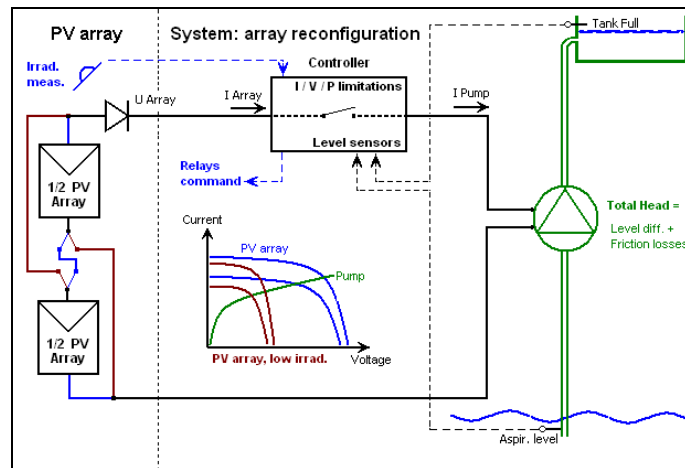 PV array
System: array reconfiguration
Tank Full
Irrad.
meas.
Controller
U Array
I Array
I / V / P limitations
I Pump
Level sensors
Relays
command
1/2 PV
Array
Total Head =
Level diff. +
Friction losses
Current
PV array
Pump
1/2 PV
Array
PV array, low irrad.
Voltage
Aspir. level